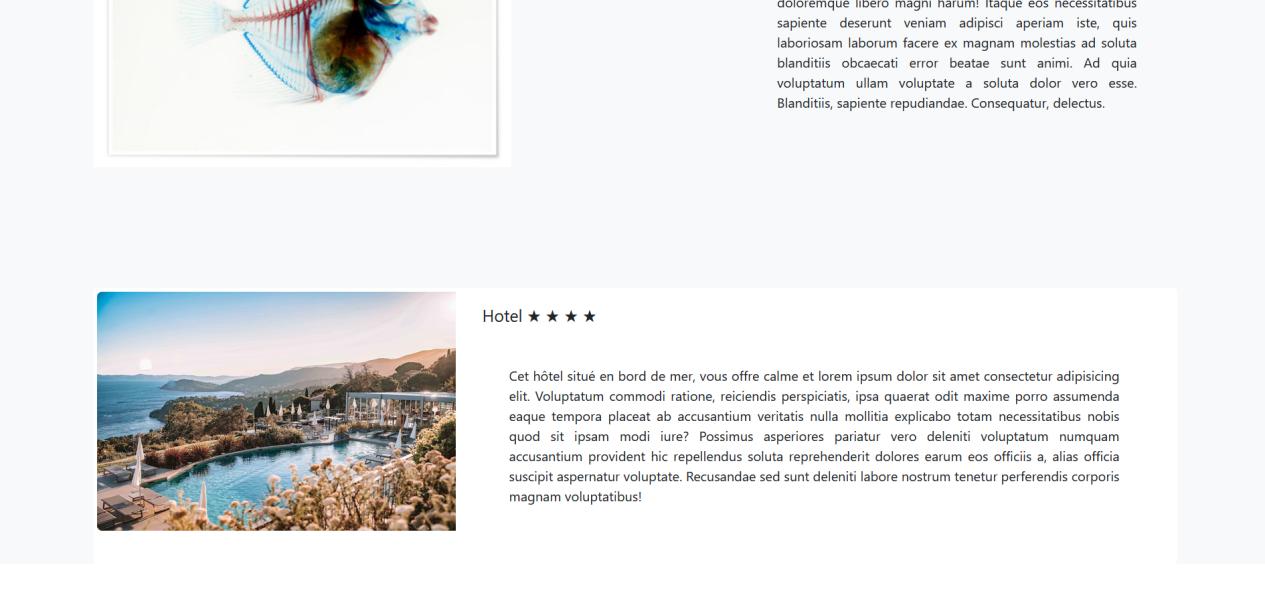 doloremque libero magni harum! Itaque eos necessitatibus
sapiente deserunt veniam adipisci aperiam iste, quis
laboriosam laborum facere ex magnam molestias ad soluta
blanditiis obcaecati error beatae sunt animi. Ad quia
voluptatum ullam voluptate a soluta dolor vero esse.
Blanditiis, sapiente repudiandae. Consequatur, delectus.
Hotel ★ ★ ★ ★
Cet hôtel situé en bord de mer, vous offre calme et lorem ipsum dolor sit amet consectetur adipisicing
elit. Voluptatum commodi ratione, reiciendis perspiciatis, ipsa quaerat odit maxime porro assumenda
eaque tempora placeat ab accusantium veritatis nulla mollitia explicabo totam necessitatibus nobis
quod sit ipsam modi iure? Possimus asperiores pariatur vero deleniti voluptatum numquam
accusantium provident hic repellendus soluta reprehenderit dolores earum eos officiis a, alias officia
suscipit aspernatur voluptate. Recusandae sed sunt deleniti labore nostrum tenetur perferendis corporis
magnam voluptatibus!